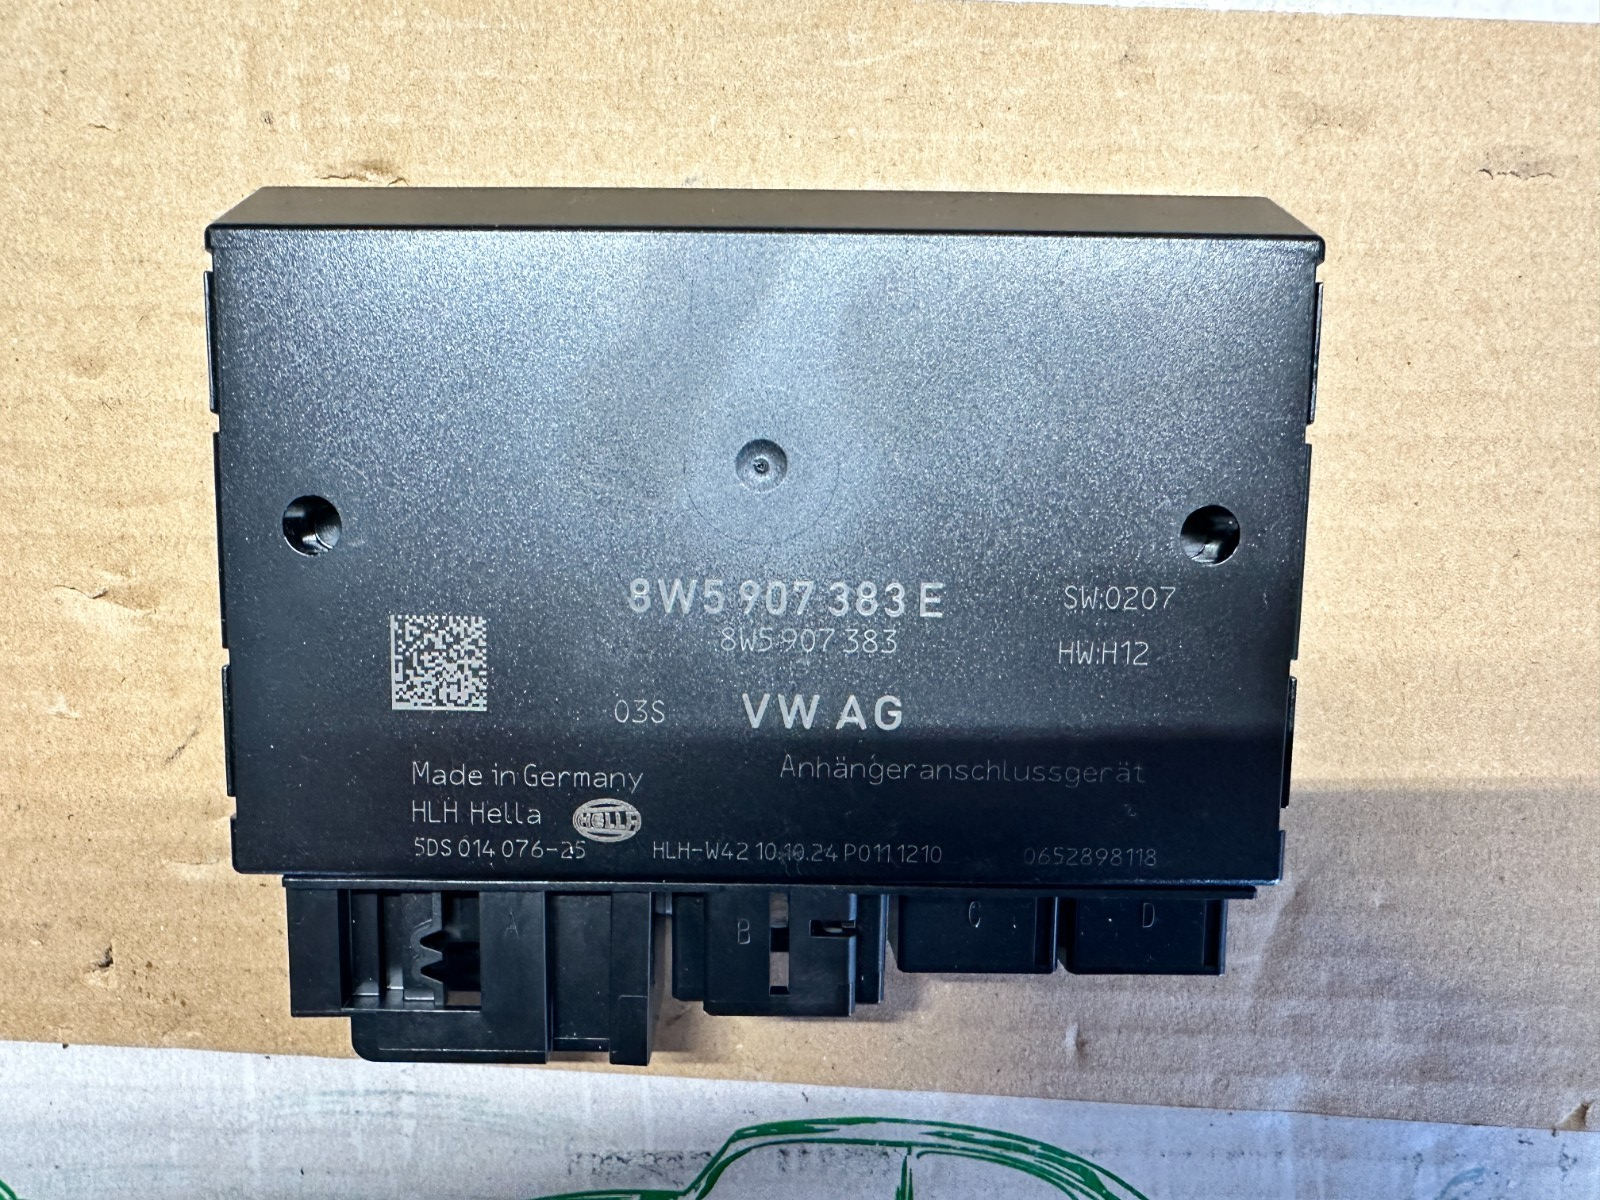 8W5 907 383 E
8W5 907 383
SW:0207
HW:H12
03S
VW AG
Made in Germany
Anhängeranschlussgerät
HLH Hella
HELLA
5DS 014 076-25
HLH-W42 10.10.24 P011 1210
0652898118
A
B
C
D